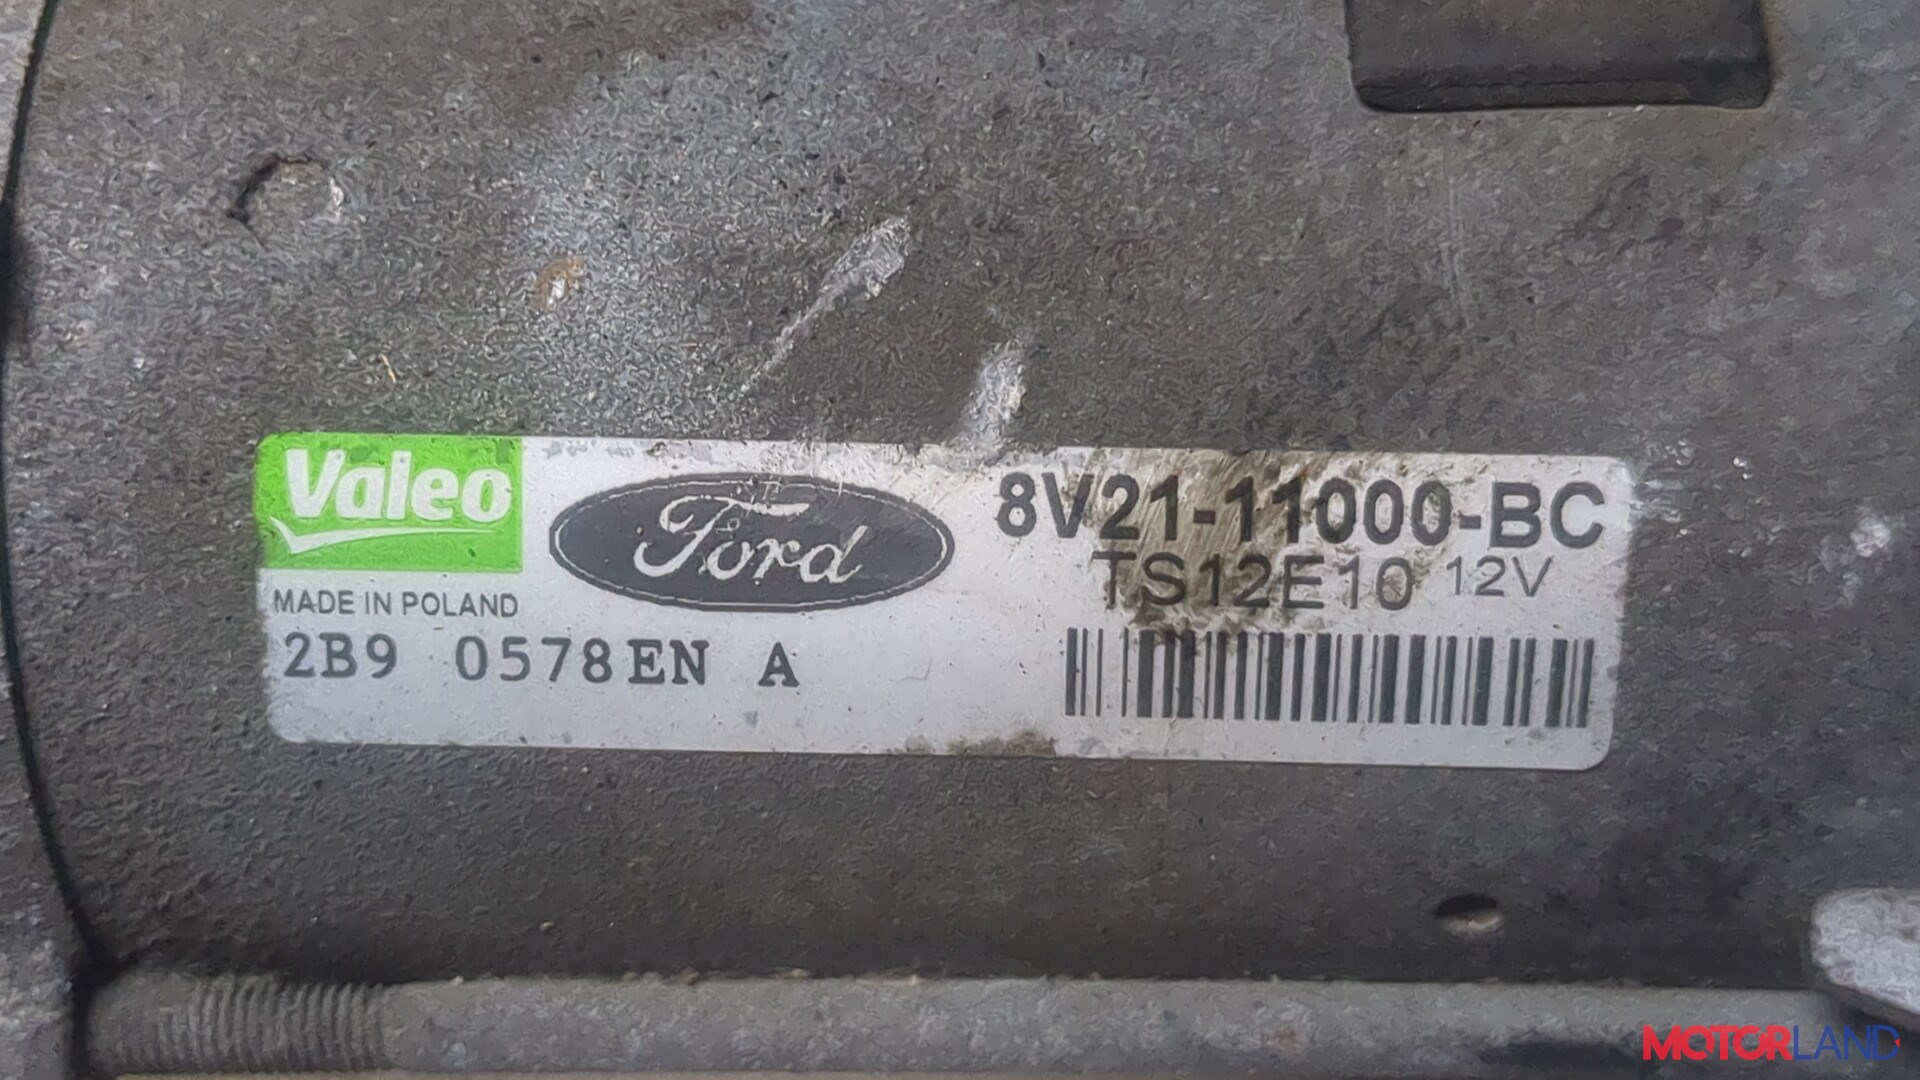 Valeo
Ford
8V21-11000-BC
TS12E10 12V
MADE IN POLAND
2B9 0578EN A
MOTORLAND